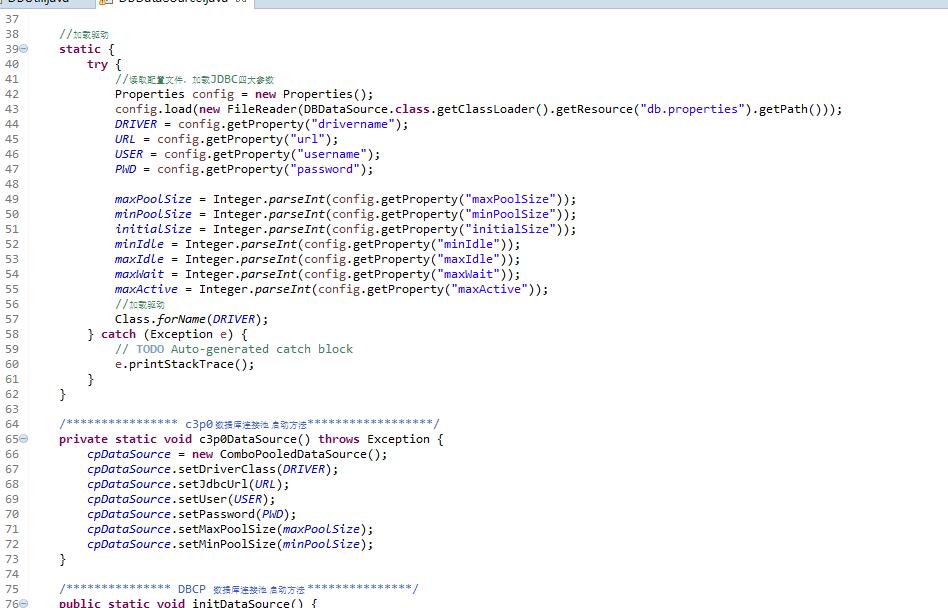 37
38 //加载驱动
39 static {
40 try {
41 //读取配置文件，加载JDBC四大参数
42 Properties config = new Properties();
43 config.load(new FileReader(DBDataSource.class.getClassLoader().getResource("db.properties").getPath()));
44 DRIVER = config.getProperty("drivername");
45 URL = config.getProperty("url");
46 USER = config.getProperty("username");
47 PWD = config.getProperty("password");
48
49 maxPoolSize = Integer.parseInt(config.getProperty("maxPoolSize"));
50 minPoolSize = Integer.parseInt(config.getProperty("minPoolSize"));
51 initialSize = Integer.parseInt(config.getProperty("initialSize"));
52 minIdle = Integer.parseInt(config.getProperty("minIdle"));
53 maxIdle = Integer.parseInt(config.getProperty("maxIdle"));
54 maxWait = Integer.parseInt(config.getProperty("maxWait"));
55 maxActive = Integer.parseInt(config.getProperty("maxActive"));
56 //加载驱动
57 Class.forName(DRIVER);
58 } catch (Exception e) {
59 // TODO Auto-generated catch block
60 e.printStackTrace();
61 }
62 }
63
64 /**************** c3p0 数据库连接池 启动方法******************/
65 private static void c3p0DataSource() throws Exception {
66 cpDataSource = new ComboPooledDataSource();
67 cpDataSource.setDriverClass(DRIVER);
68 cpDataSource.setJdbcUrl(URL);
69 cpDataSource.setUser(USER);
70 cpDataSource.setPassword(PWD);
71 cpDataSource.setMaxPoolSize(maxPoolSize);
72 cpDataSource.setMinPoolSize(minPoolSize);
73 }
74
75 /*************** DBCP 数据库连接池 启动方法***************/
76 public static void initDataSource() {